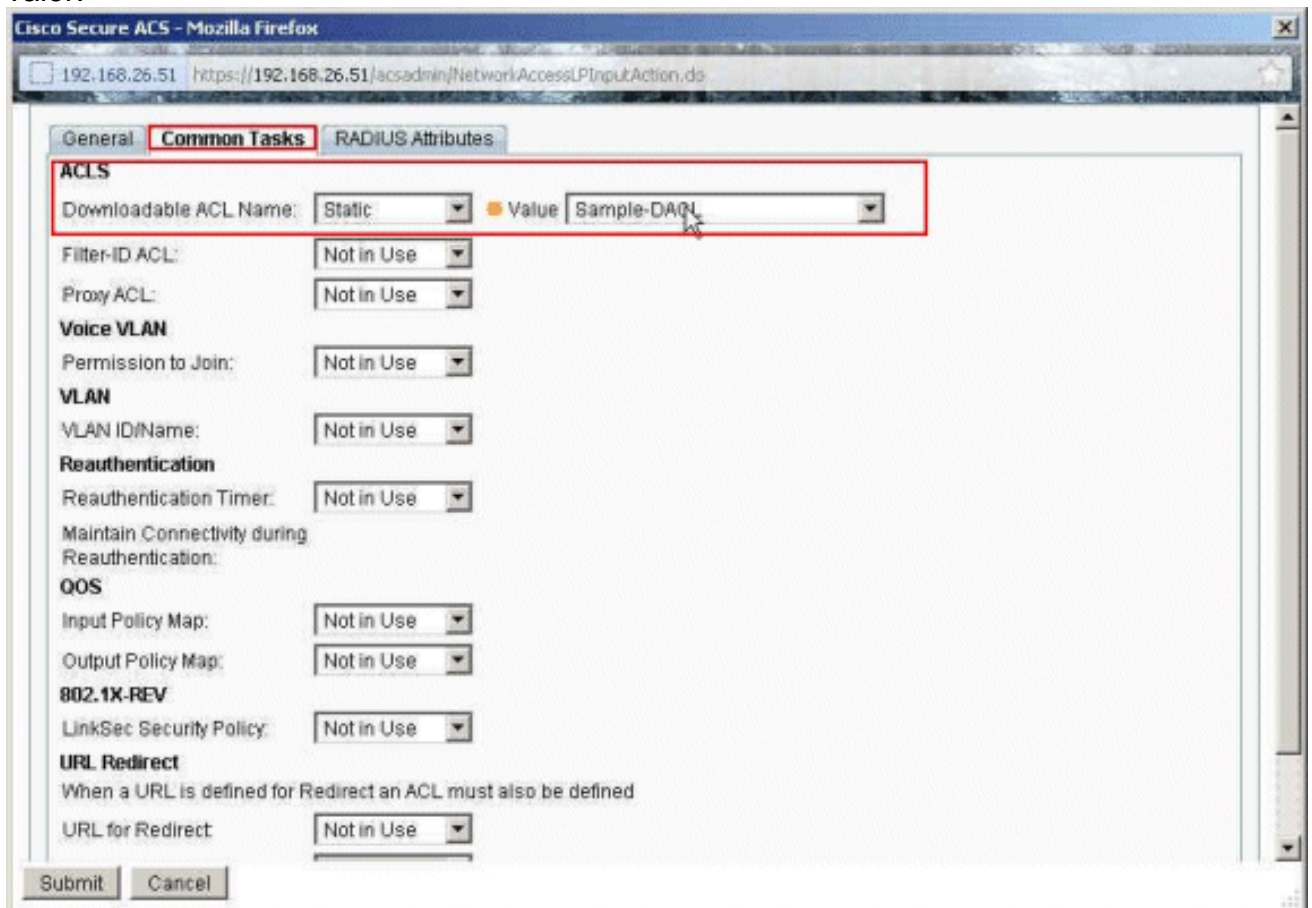 Cisco Secure ACS - Mozilla Firefox
192.168.26.51 https://192.168.26.51/acsadmin/NetworkAccessLPInputAction.do
General Common Tasks RADIUS Attributes
ACLS
Downloadable ACL Name: Static Value Sample-DACL
Filter-ID ACL: Not in Use
Proxy ACL: Not in Use
Voice VLAN
Permission to Join: Not in Use
VLAN
VLAN ID/Name: Not in Use
Reauthentication
Reauthentication Timer: Not in Use
Maintain Connectivity during
Reauthentication:
QOS
Input Policy Map: Not in Use
Output Policy Map: Not in Use
802.1X-REV
LinkSec Security Policy: Not in Use
URL Redirect
When a URL is defined for Redirect an ACL must also be defined
URL for Redirect: Not in Use
Submit Cancel